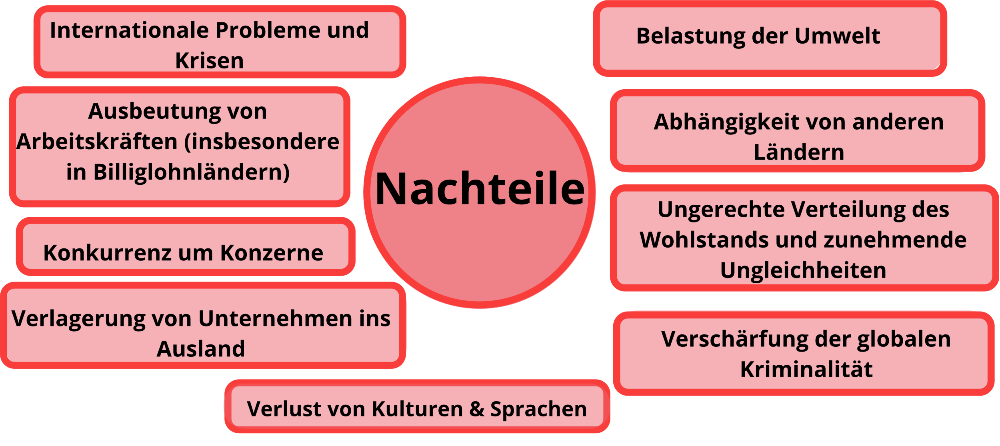 Internationale Probleme und
Krisen
Belastung der Umwelt
Ausbeutung von
Arbeitskräften (insbesondere
in Billiglohnländern)
Abhängigkeit von anderen
Ländern
Nachteile
Ungerechte Verteilung des
Wohlstands und zunehmende
Ungleichheiten
Konkurrenz um Konzerne
Verlagerung von Unternehmen ins
Ausland
Verschärfung der globalen
Kriminalität
Verlust von Kulturen & Sprachen